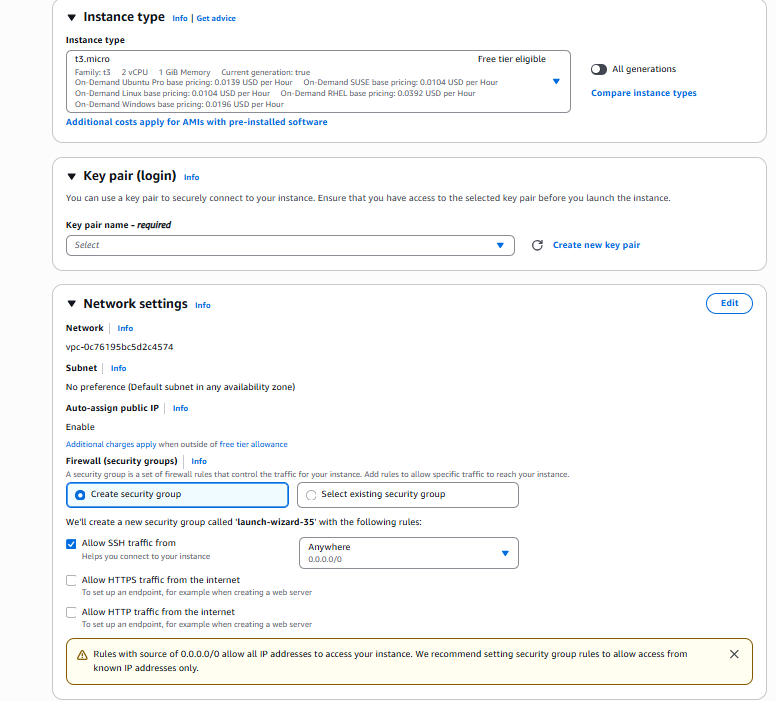 Instance type Info | Get advice
Instance type
t3.micro Free tier eligible
Family: t3 2 vCPU 1 GiB Memory Current generation: true
On-Demand Ubuntu Pro base pricing: 0.0139 USD per Hour On-Demand SUSE base pricing: 0.0104 USD per Hour
On-Demand Linux base pricing: 0.0104 USD per Hour On-Demand RHEL base pricing: 0.0392 USD per Hour
On-Demand Windows base pricing: 0.0196 USD per Hour
All generations
Compare instance types
Additional costs apply for AMIs with pre-installed software
Key pair (login) Info
You can use a key pair to securely connect to your instance. Ensure that you have access to the selected key pair before you launch the instance.
Key pair name - required
Select
Create new key pair
Network settings Info
Edit
Network | Info
vpc-0c76195bc5d2c4574
Subnet | Info
No preference (Default subnet in any availability zone)
Auto-assign public IP | Info
Enable
Additional charges apply when outside of free tier allowance
Firewall (security groups) | Info
A security group is a set of firewall rules that control the traffic for your instance. Add rules to allow specific traffic to reach your instance.
Create security group
Select existing security group
We'll create a new security group called 'launch-wizard-35' with the following rules:
Allow SSH traffic from
Helps you connect to your instance
Anywhere
0.0.0.0/0
Allow HTTPS traffic from the internet
To set up an endpoint, for example when creating a web server
Allow HTTP traffic from the internet
To set up an endpoint, for example when creating a web server
Rules with source of 0.0.0.0/0 allow all IP addresses to access your instance. We recommend setting security group rules to allow access from
known IP addresses only.